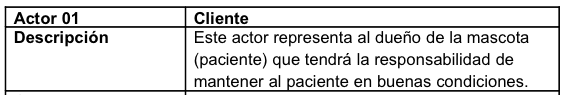 Actor 01 Cliente
Descripción Este actor representa al dueño de la mascota
(paciente) que tendrá la responsabilidad de
mantener al paciente en buenas condiciones.